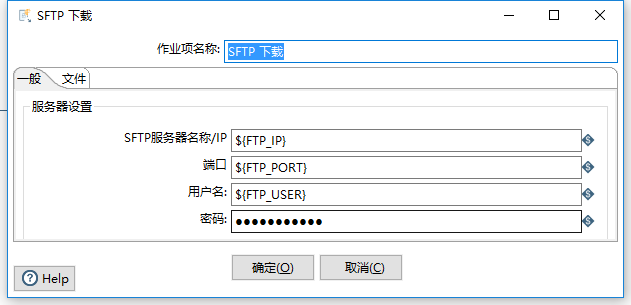 SFTP 下载
作业项名称: SFTP 下载
一般 文件
服务器设置
SFTP服务器名称/IP ${FTP_IP}
端口 ${FTP_PORT}
用户名: ${FTP_USER}
密码: ●●●●●●●●●●●
确定(O) 取消(C)
Help